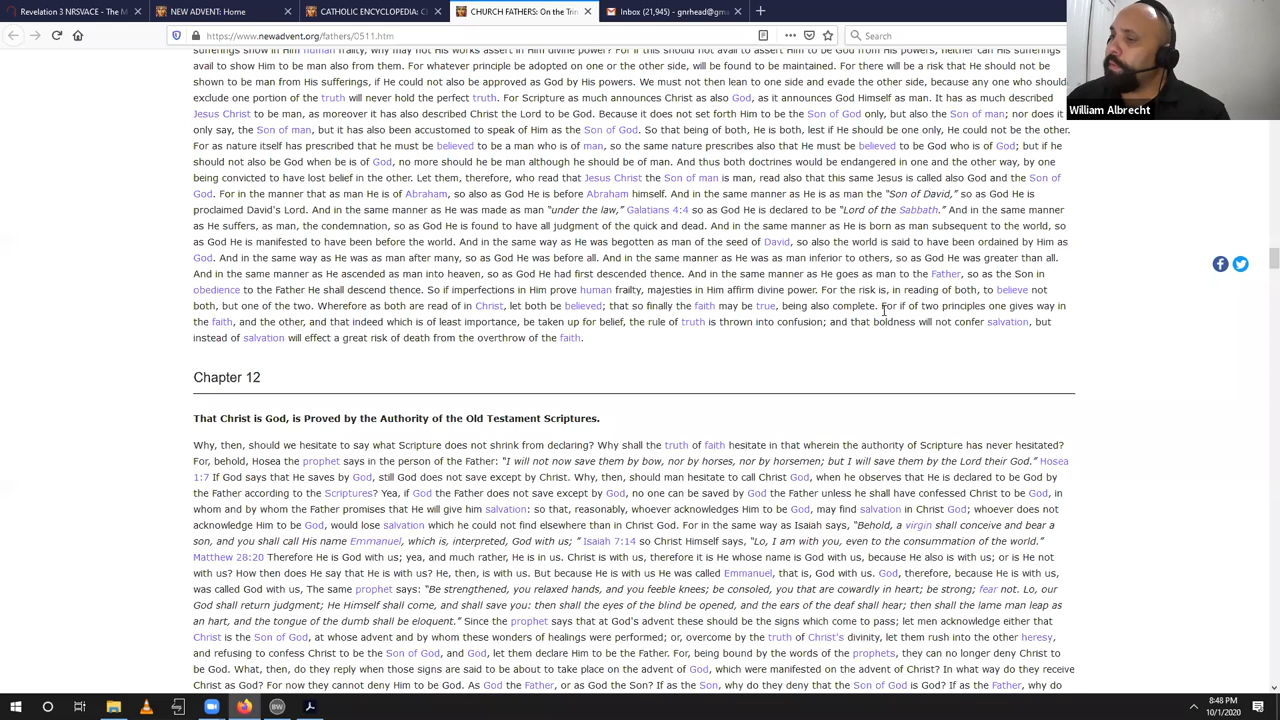 Revelation 3 NRSVACE - The M
NEW ADVENT: Home
CATHOLIC ENCYCLOPEDIA: C
CHURCH FATHERS: On the Trin
Inbox (21,945) - gnrhead@gma
https://www.newadvent.org/fathers/0511.htm
Search
William Albrecht
sufferings show in Him human frailty, why may not His works assert in Him divine power? For if this should not avail to assert Him to be God from His powers, neither can His sufferings
avail to show Him to be man also from them. For whatever principle be adopted on one or the other side, will be found to be maintained. For there will be a risk that He should not be
shown to be man from His sufferings, if He could not also be approved as God by His powers. We must not then lean to one side and evade the other side, because any one who should
exclude one portion of the truth will never hold the perfect truth. For Scripture as much announces Christ as also God, as it announces God Himself as man. It has as much described
Jesus Christ to be man, as moreover it has also described Christ the Lord to be God. Because it does not set forth Him to be the Son of God only, but also the Son of man; nor does it
only say, the Son of man, but it has also been accustomed to speak of Him as the Son of God. So that being of both, He is both, lest if He should be one only, He could not be the other.
For as nature itself has prescribed that he must be believed to be a man who is of man, so the same nature prescribes also that He must be believed to be God who is of God; but if he
should not also be God when be is of God, no more should he be man although he should be of man. And thus both doctrines would be endangered in one and the other way, by one
being convicted to have lost belief in the other. Let them, therefore, who read that Jesus Christ the Son of man is man, read also that this same Jesus is called also God and the Son of
God. For in the manner that as man He is of Abraham, so also as God He is before Abraham himself. And in the same manner as He is as man the “Son of David,” so as God He is
proclaimed David's Lord. And in the same manner as He was made as man “under the law,” Galatians 4:4 so as God He is declared to be “Lord of the Sabbath.” And in the same manner
as He suffers, as man, the condemnation, so as God He is found to have all judgment of the quick and dead. And in the same manner as He is born as man subsequent to the world, so
as God He is manifested to have been before the world. And in the same way as He was begotten as man of the seed of David, so also the world is said to have been ordained by Him as
God. And in the same way as He was as man after many, so as God He was before all. And in the same manner as He was as man inferior to others, so as God He was greater than all.
And in the same manner as He ascended as man into heaven, so as God He had first descended thence. And in the same manner as He goes as man to the Father, so as the Son in
obedience to the Father He shall descend thence. So if imperfections in Him prove human frailty, majesties in Him affirm divine power. For the risk is, in reading of both, to believe not
both, but one of the two. Wherefore as both are read of in Christ, let both be believed; that so finally the faith may be true, being also complete. For if of two principles one gives way in
the faith, and the other, and that indeed which is of least importance, be taken up for belief, the rule of truth is thrown into confusion; and that boldness will not confer salvation, but
instead of salvation will effect a great risk of death from the overthrow of the faith.
Chapter 12
That Christ is God, is Proved by the Authority of the Old Testament Scriptures.
Why, then, should we hesitate to say what Scripture does not shrink from declaring? Why shall the truth of faith hesitate in that wherein the authority of Scripture has never hesitated?
For, behold, Hosea the prophet says in the person of the Father: “I will not now save them by bow, nor by horses, nor by horsemen; but I will save them by the Lord their God.” Hosea
1:7 If God says that He saves by God, still God does not save except by Christ. Why, then, should man hesitate to call Christ God, when he observes that He is declared to be God by
the Father according to the Scriptures? Yea, if God the Father does not save except by God, no one can be saved by God the Father unless he shall have confessed Christ to be God, in
whom and by whom the Father promises that He will give him salvation: so that, reasonably, whoever acknowledges Him to be God, may find salvation in Christ God; whoever does not
acknowledge Him to be God, would lose salvation which he could not find elsewhere than in Christ God. For in the same way as Isaiah says, “Behold, a virgin shall conceive and bear a
son, and you shall call His name Emmanuel, which is, interpreted, God with us; ” Isaiah 7:14 so Christ Himself says, “Lo, I am with you, even to the consummation of the world.”
Matthew 28:20 Therefore He is God with us; yea, and much rather, He is in us. Christ is with us, therefore it is He whose name is God with us, because He also is with us; or is He not
with us? How then does He say that He is with us? He, then, is with us. But because He is with us He was called Emmanuel, that is, God with us. God, therefore, because He is with us,
was called God with us, The same prophet says: “Be strengthened, you relaxed hands, and you feeble knees; be consoled, you that are cowardly in heart; be strong; fear not. Lo, our
God shall return judgment; He Himself shall come, and shall save you: then shall the eyes of the blind be opened, and the ears of the deaf shall hear; then shall the lame man leap as
an hart, and the tongue of the dumb shall be eloquent.” Since the prophet says that at God's advent these should be the signs which come to pass; let men acknowledge either that
Christ is the Son of God, at whose advent and by whom these wonders of healings were performed; or, overcome by the truth of Christ's divinity, let them rush into the other heresy,
and refusing to confess Christ to be the Son of God, and God, let them declare Him to be the Father. For, being bound by the words of the prophets, they can no longer deny Christ to
be God. What, then, do they reply when those signs are said to be about to take place on the advent of God, which were manifested on the advent of Christ? In what way do they receive
Christ as God? For now they cannot deny Him to be God. As God the Father, or as God the Son? If as the Son, why do they deny that the Son of God is God? If as the Father, why do
8:48 PM
10/1/2020